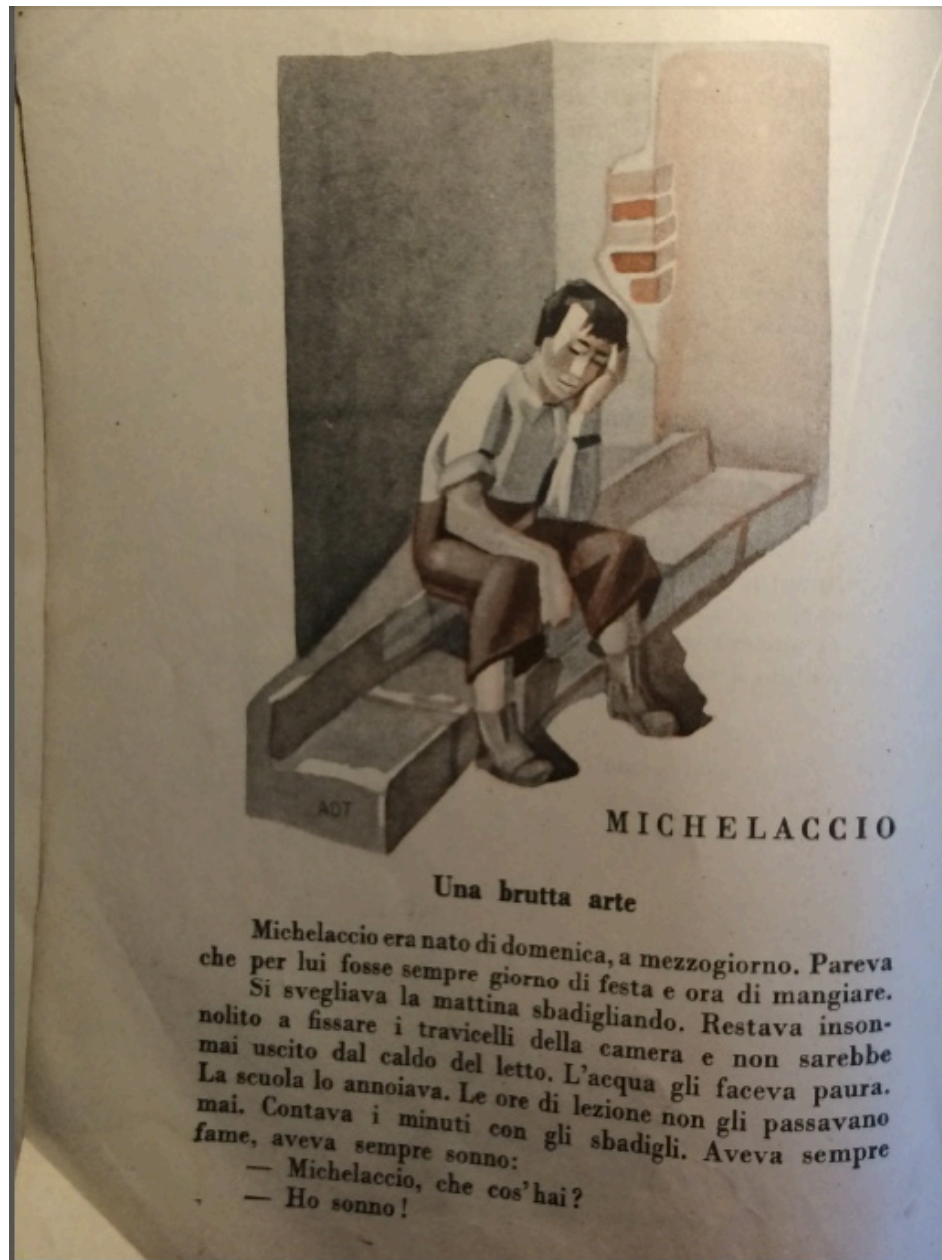 ADT
MICHELACCIO
Una brutta arte
Michelaccio era nato di domenica, a mezzogiorno. Pareva
che per lui fosse sempre giorno di festa e ora di mangiare.
Si svegliava la mattina sbadigliando. Restava inson-
nolito a fissare i travicelli della camera e non sarebbe
mai uscito dal caldo del letto. L'acqua gli faceva paura.
La scuola lo annoiava. Le ore di lezione non gli passavano
mai. Contava i minuti con gli sbadigli. Aveva sempre
fame, aveva sempre sonno:
— Michelaccio, che cos'hai?
— Ho sonno!